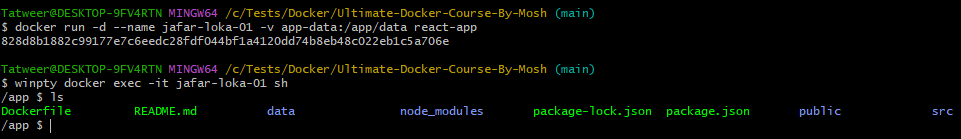 Tatweer@DESKTOP-9FV4RTN MINGW64 /c/Tests/Docker/Ultimate-Docker-Course-By-Mosh (main)
$ docker run -d --name jafar-loka-01 -v app-data:/app/data react-app
828d8b1882c99177e7c6eedc28fdf044bf1a4120dd74b8eb48c022eb1c5a706e
Tatweer@DESKTOP-9FV4RTN MINGW64 /c/Tests/Docker/Ultimate-Docker-Course-By-Mosh (main)
$ winpty docker exec -it jafar-loka-01 sh
/app $ ls
Dockerfile README.md data node_modules package-lock.json package.json public src
/app $